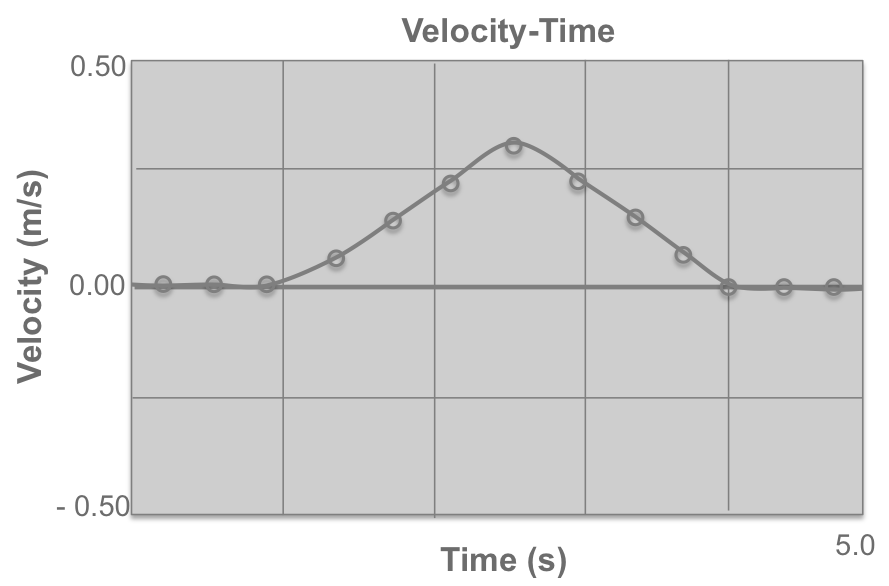 Velocity-Time
0.50
Velocity (m/s)
0.00
- 0.50
5.0
Time (s)